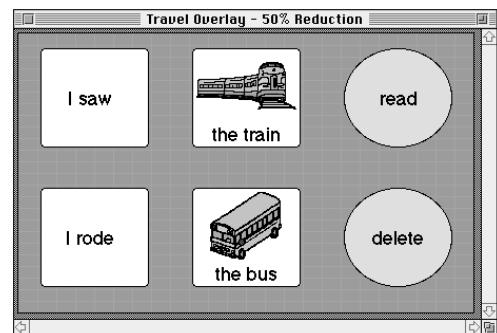 Travel Overlay - 50% Reduction
I saw
the train
read
I rode
the bus
delete